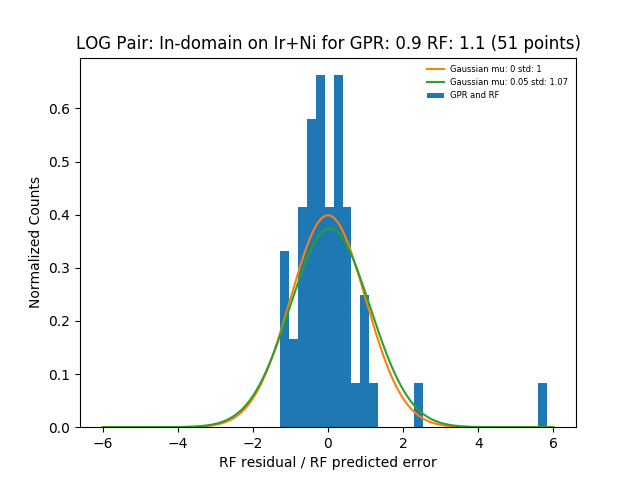 LOG Pair: In-domain on Ir+Ni for GPR: 0.9 RF: 1.1 (51 points)
Gaussian mu: 0 std: 1
Gaussian mu: 0.05 std: 1.07
GPR and RF
Normalized Counts
0.6
0.5
0.4
0.3
0.2
0.1
0.0
−6 −4 −2 0 2 4 6
RF residual / RF predicted error